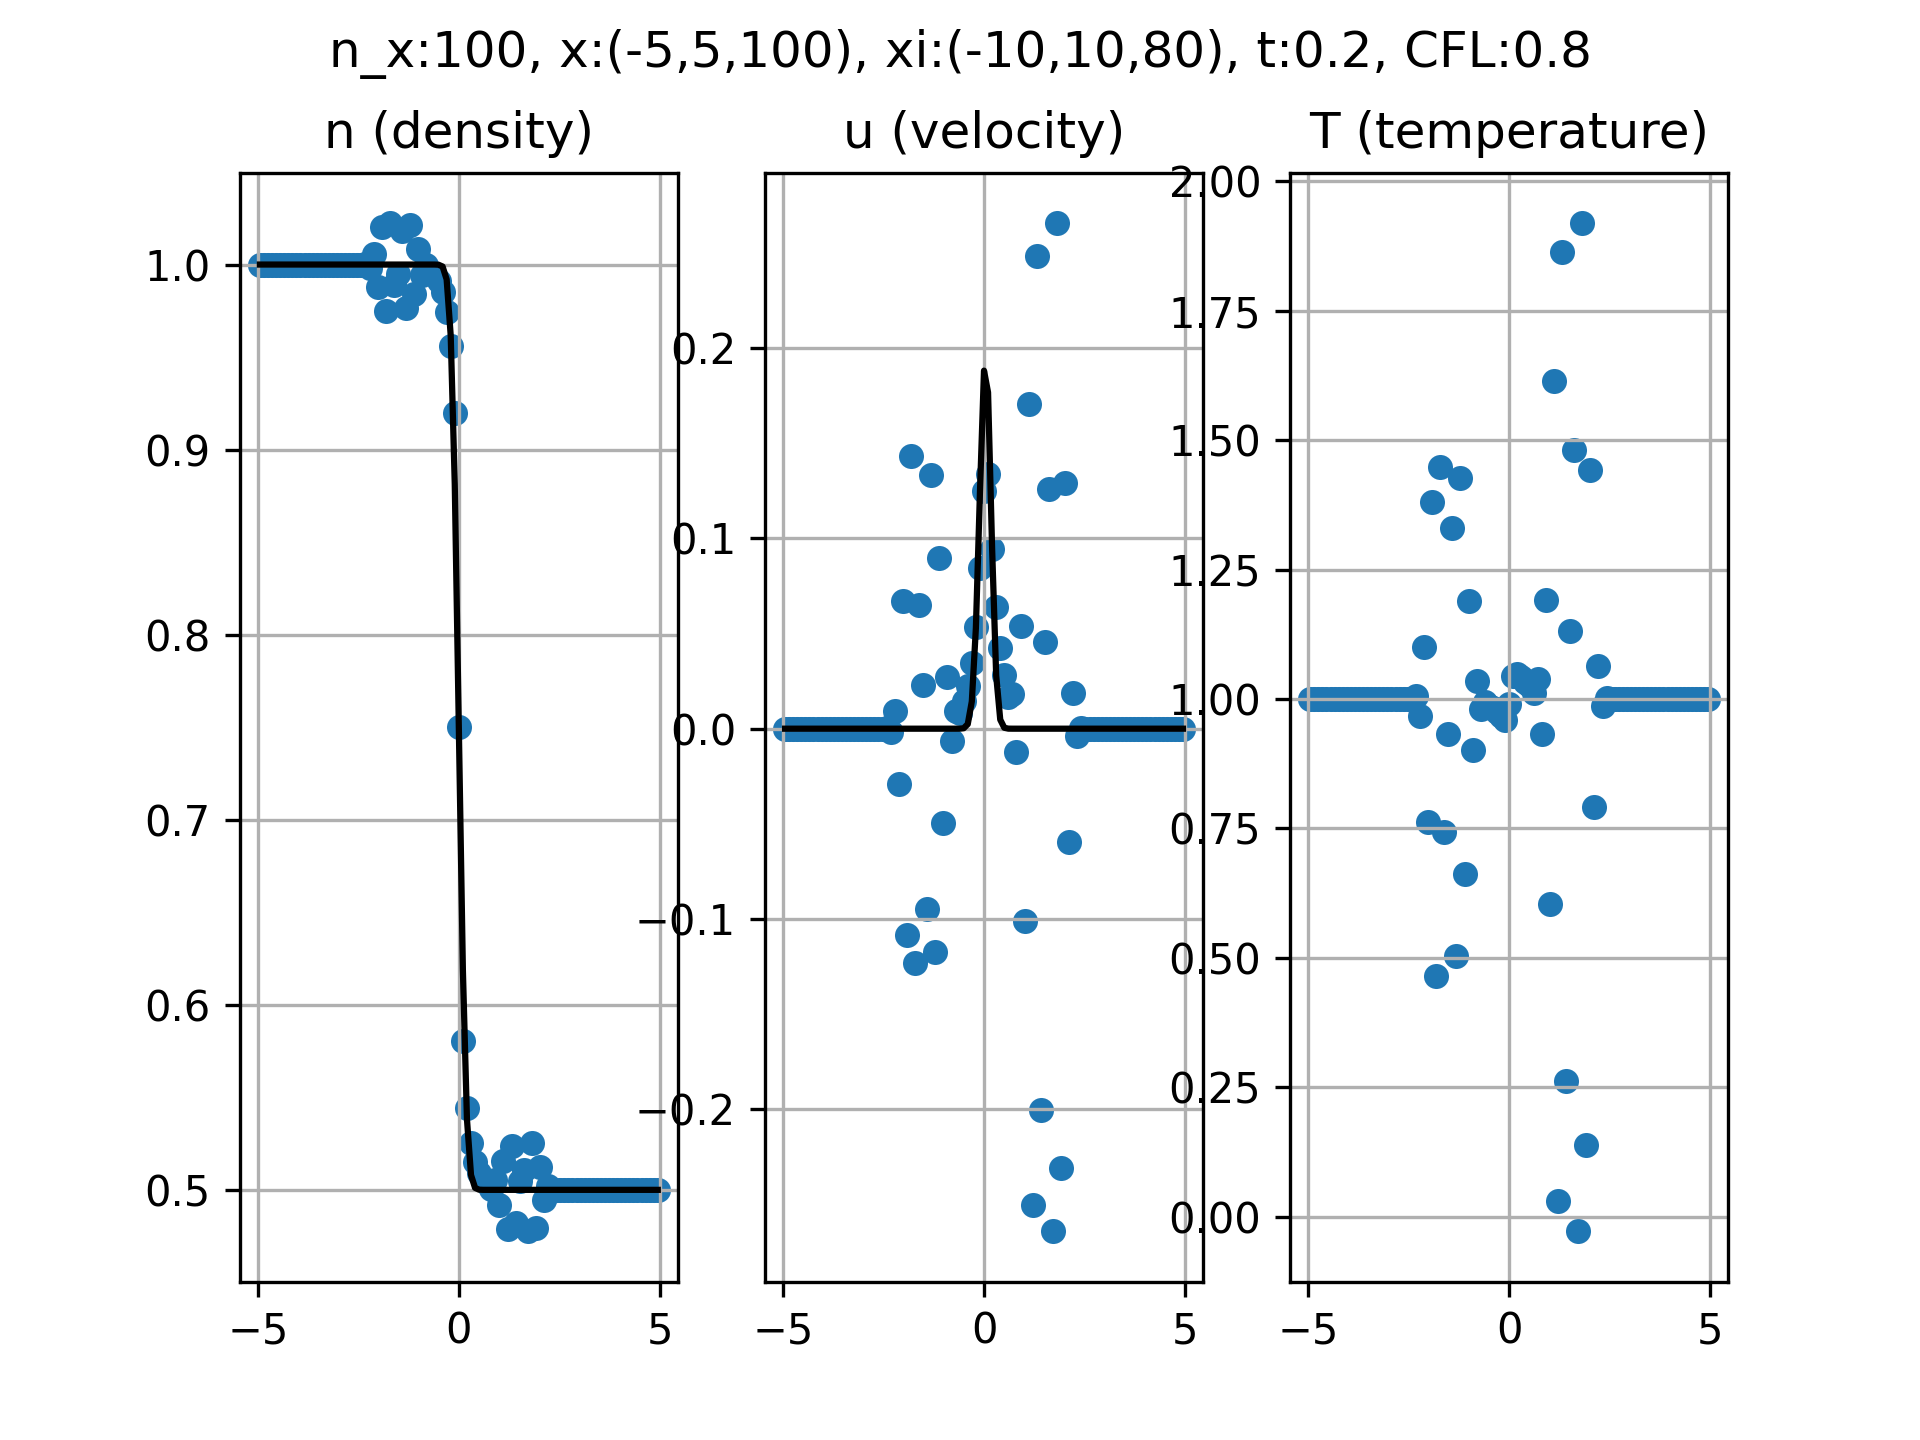 n_x:100, x:(-5,5,100), xi:(-10,10,80), t:0.2, CFL:0.8
n (density)
1.0
0.9
0.8
0.7
0.6
0.5
−5 0 5
u (velocity)
0.2
0.1
0.0
−0.1
−0.2
−5 0 5
T (temperature)
2.00
1.75
1.50
1.25
1.00
0.75
0.50
0.25
0.00
−5 0 5